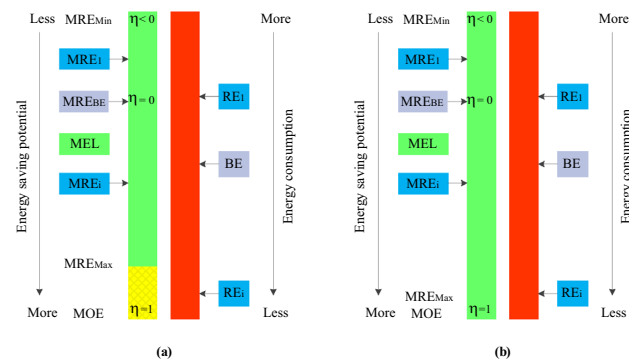 Less MREMin η< 0 More
MRE1
MREBE η= 0 RE1
MEL
BE
MREi
Energy saving potential
Energy consumption
MREMax
REi
More MOE η=1 Less
(a)
Less MREMin η< 0 More
MRE1
MREBE η= 0 RE1
MEL
BE
MREi
Energy saving potential
Energy consumption
MREMax
REi
More MOE η=1 Less
(b)